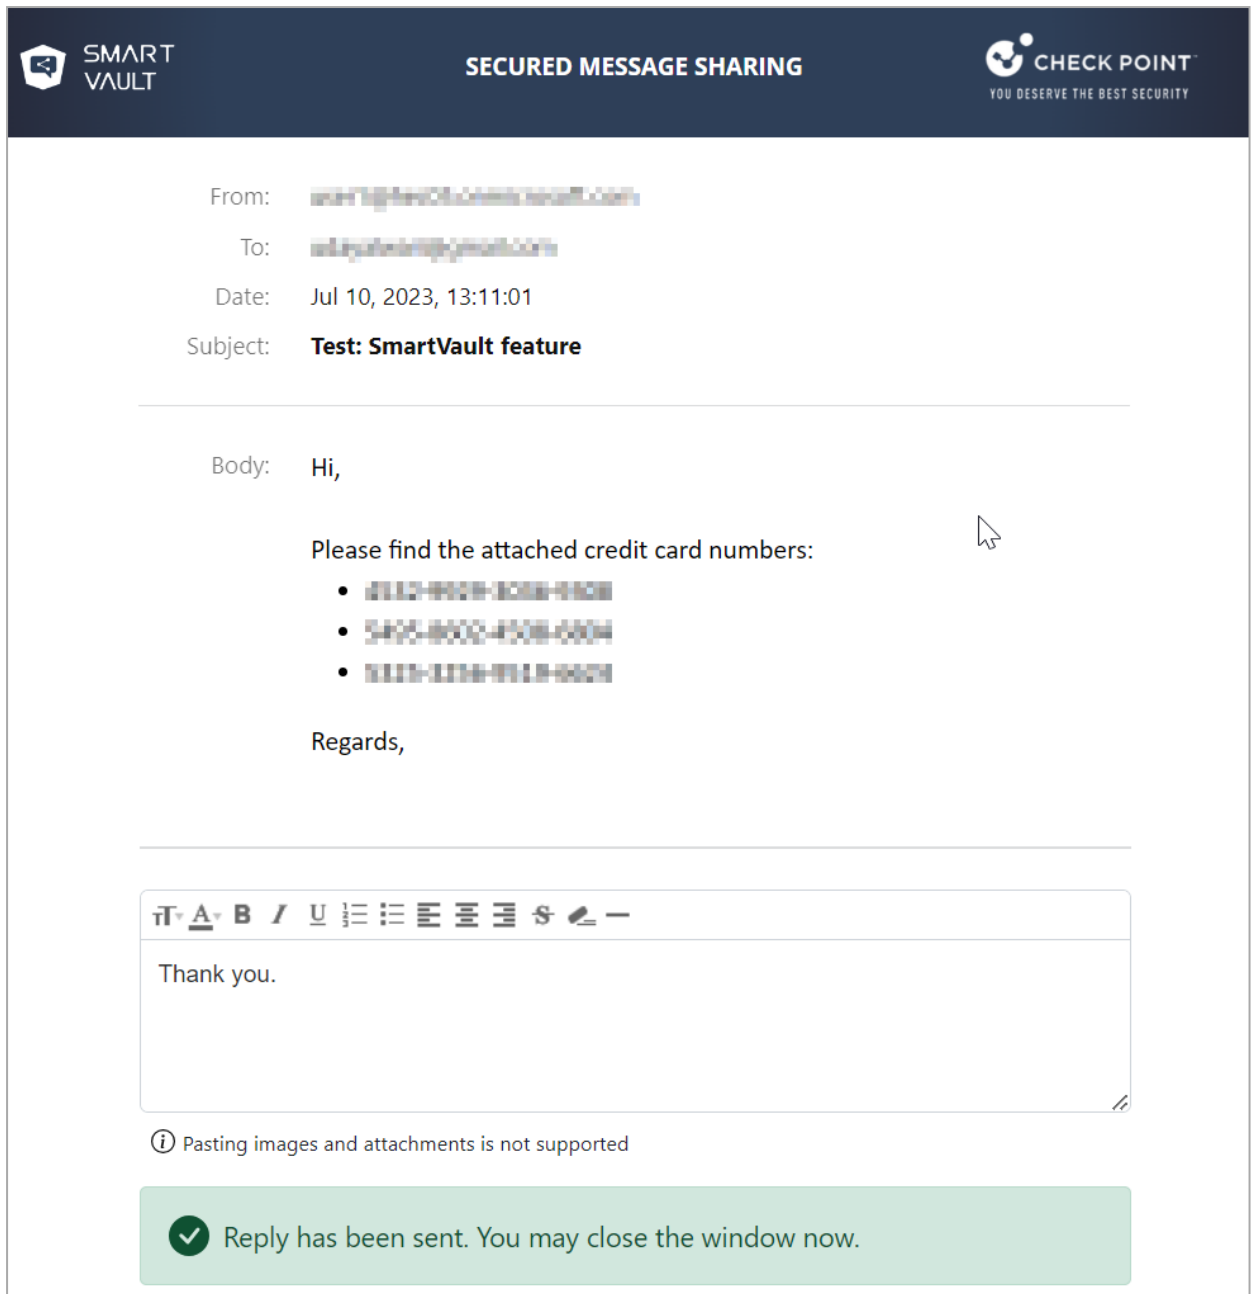 SMART
VAULT
SECURED MESSAGE SHARING
CHECK POINT
YOU DESERVE THE BEST SECURITY
From:
To:
Date: Jul 10, 2023, 13:11:01
Subject: Test: SmartVault feature
Body: Hi,
Please find the attached credit card numbers:
Regards,
Thank you.
Pasting images and attachments is not supported
Reply has been sent. You may close the window now.